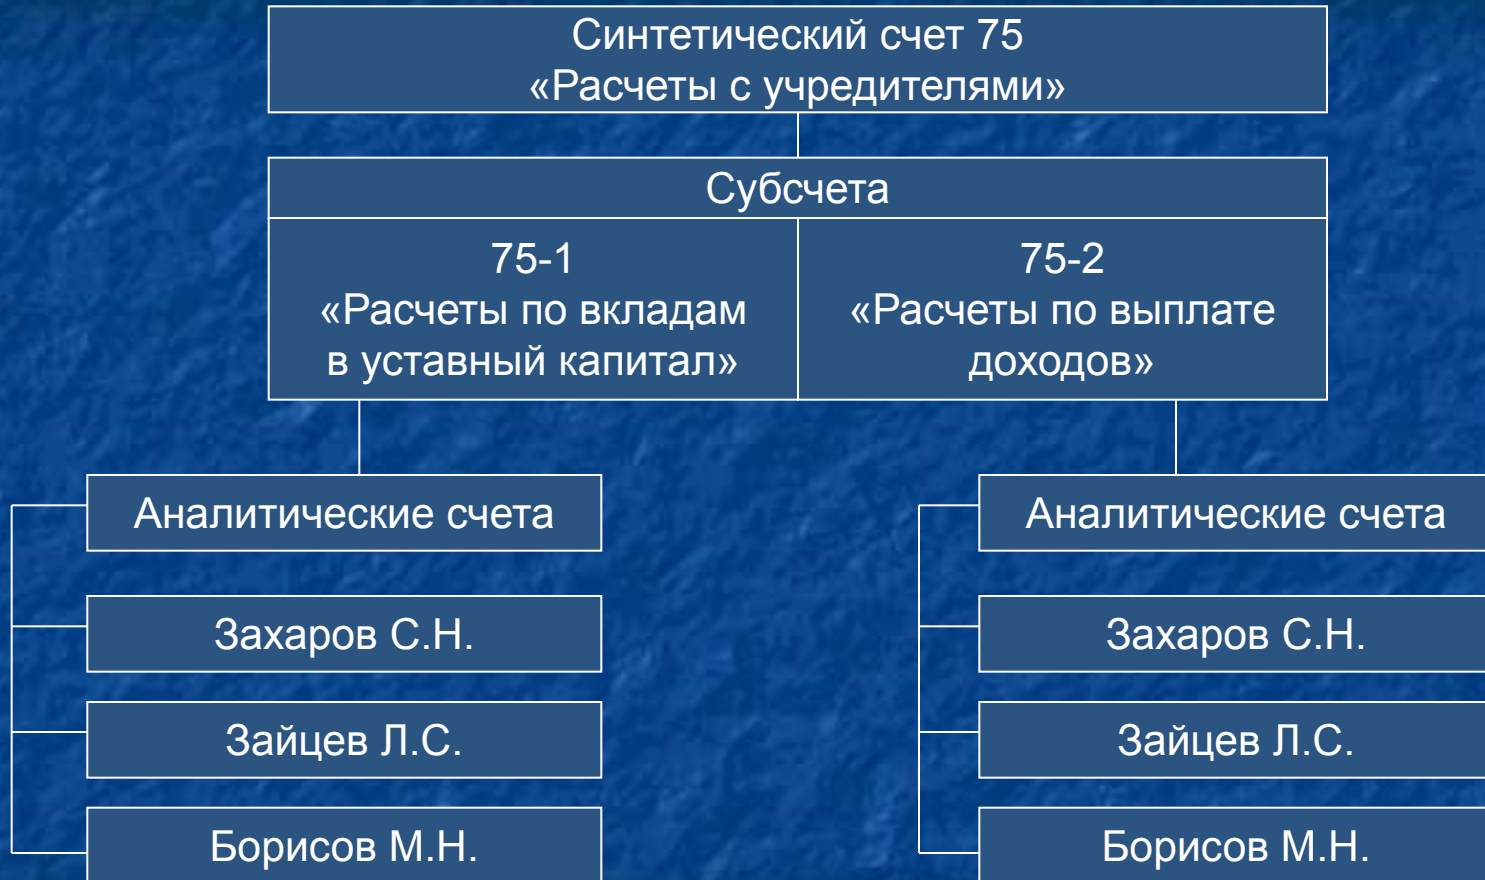 Синтетический счет 75
«Расчеты с учредителями»
Субсчета
75-1
«Расчеты по вкладам
в уставный капитал»
75-2
«Расчеты по выплате
доходов»
Аналитические счета
Захаров С.Н.
Зайцев Л.С.
Борисов М.Н.
Аналитические счета
Захаров С.Н.
Зайцев Л.С.
Борисов М.Н.